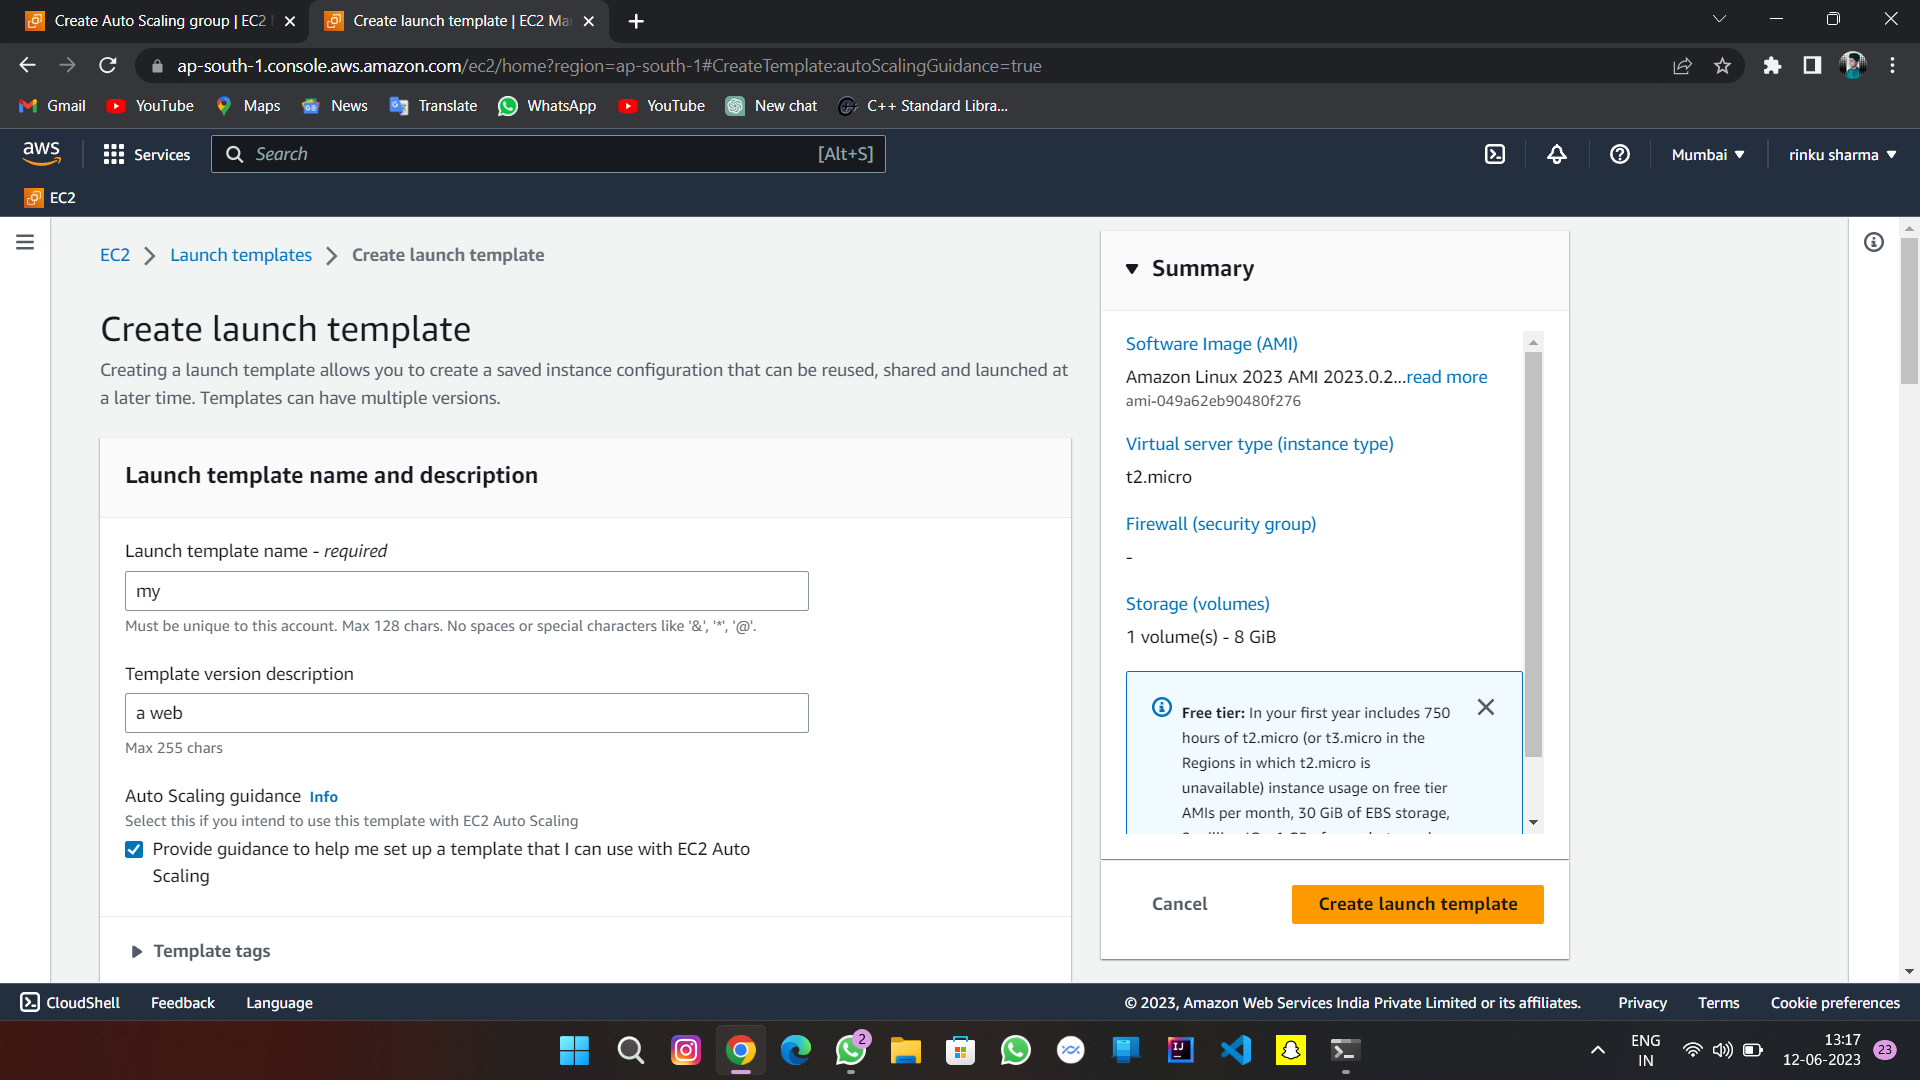 Create Auto Scaling group | EC2
Create launch template | EC2 Ma
ap-south-1.console.aws.amazon.com/ec2/home?region=ap-south-1#CreateTemplate:autoScalingGuidance=true
Gmail YouTube Maps News Translate WhatsApp YouTube New chat C++ Standard Libra...
aws Services Search [Alt+S] Mumbai rinku sharma
EC2
EC2 Launch templates Create launch template
Create launch template
Creating a launch template allows you to create a saved instance configuration that can be reused, shared and launched at
a later time. Templates can have multiple versions.
Launch template name and description
Launch template name - required
my
Must be unique to this account. Max 128 chars. No spaces or special characters like '&', '*', '@'.
Template version description
a web
Max 255 chars
Auto Scaling guidance Info
Select this if you intend to use this template with EC2 Auto Scaling
Provide guidance to help me set up a template that I can use with EC2 Auto
Scaling
Template tags
Summary
Software Image (AMI)
Amazon Linux 2023 AMI 2023.0.2...read more
ami-049a62eb90480f276
Virtual server type (instance type)
t2.micro
Firewall (security group)
-
Storage (volumes)
1 volume(s) - 8 GiB
Free tier: In your first year includes 750
hours of t2.micro (or t3.micro in the
Regions in which t2.micro is
unavailable) instance usage on free tier
AMIs per month, 30 GiB of EBS storage,
Cancel Create launch template
CloudShell Feedback Language © 2023, Amazon Web Services India Private Limited or its affiliates. Privacy Terms Cookie preferences
2
IJ
ENG
IN
13:17
12-06-2023
23